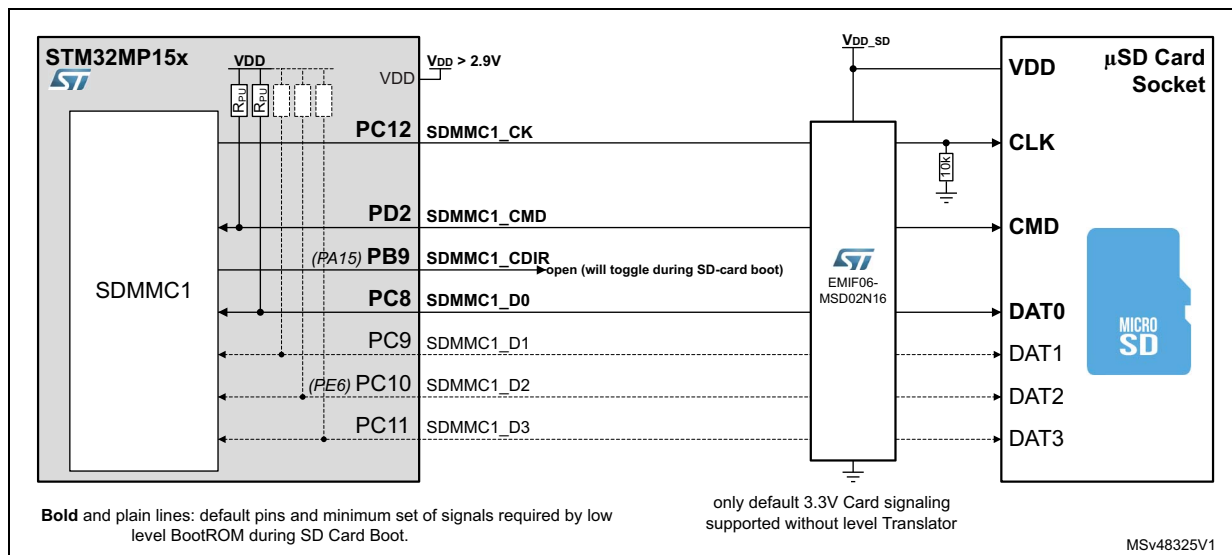 STM32MP15x
ST
VDD
VDD > 2.9V
VDD
RPU
RPU
SDMMC1
PC12 SDMMC1_CK
PD2 SDMMC1_CMD
(PA15) PB9 SDMMC1_CDIR
open (will toggle during SD-card boot)
PC8 SDMMC1_D0
PC9 SDMMC1_D1
(PE6) PC10 SDMMC1_D2
PC11 SDMMC1_D3
VDD_SD
ST
EMIF06-
MSD02N16
10k
µSD Card
Socket
VDD
CLK
CMD
DAT0
DAT1
DAT2
DAT3
MICRO
SD
Bold and plain lines: default pins and minimum set of signals required by low
level BootROM during SD Card Boot.
only default 3.3V Card signaling
supported without level Translator
MSv48325V1